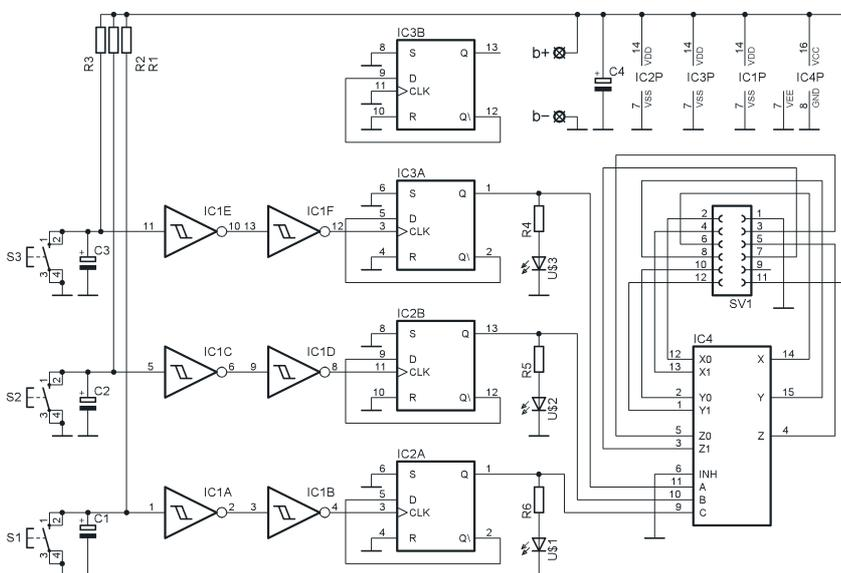 R3
R2
R1
IC3B
8 S Q 13
9 D
11 CLK
10 R Q\ 12
b+
b-
+ C4
14 VDD
IC2P
7 VSS
14 VDD
IC3P
7 VSS
14 VDD
IC1P
7 VSS
7 VEE
16 VCC
IC4P
8 GND
S3
1 2
3 4
+ C3
11 IC1E 10
13 IC1F 12
IC3A
6 S Q 1
5 D
3 CLK
4 R Q\ 2
R4
U$3
2 1
4 3
6 5
8 7
10 9
12 11
SV1
S2
1 2
3 4
+ C2
5 IC1C 6
9 IC1D 8
IC2B
8 S Q 13
9 D
11 CLK
10 R Q\ 12
R5
U$2
IC4
12 X0 X 14
13 X1
2 Y0 Y 15
1 Y1
5 Z0 Z 4
3 Z1
6 INH
11 A
10 B
9 C
S1
1 2
3 4
+ C1
1 IC1A 2
3 IC1B 4
IC2A
6 S Q 1
5 D
3 CLK
4 R Q\ 2
R6
U$1